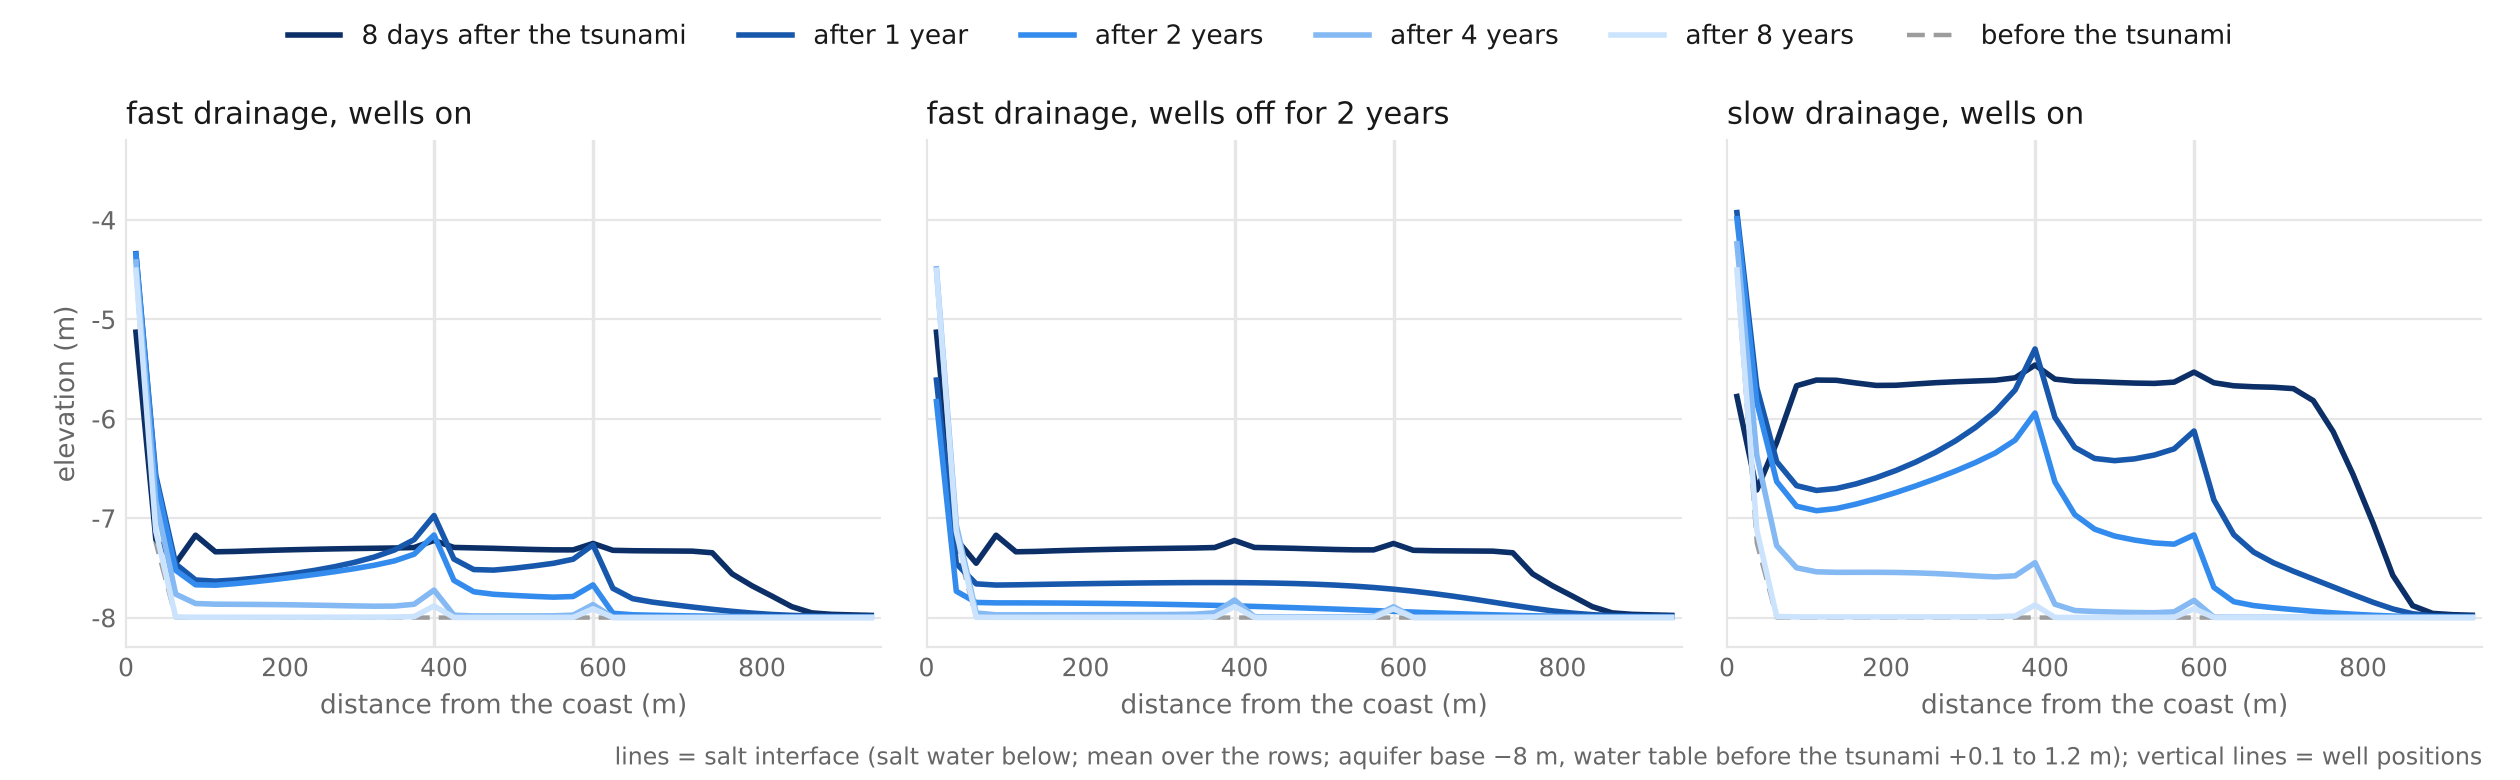 8 days after the tsunami after 1 year after 2 years after 4 years after 8 years before the tsunami
fast drainage, wells on
fast drainage, wells off for 2 years
slow drainage, wells on
elevation (m)
-4
-5
-6
-7
-8
0 200 400 600 800
0 200 400 600 800
0 200 400 600 800
distance from the coast (m)
distance from the coast (m)
distance from the coast (m)
lines = salt interface (salt water below; mean over the rows; aquifer base −8 m, water table before the tsunami +0.1 to 1.2 m); vertical lines = well positions